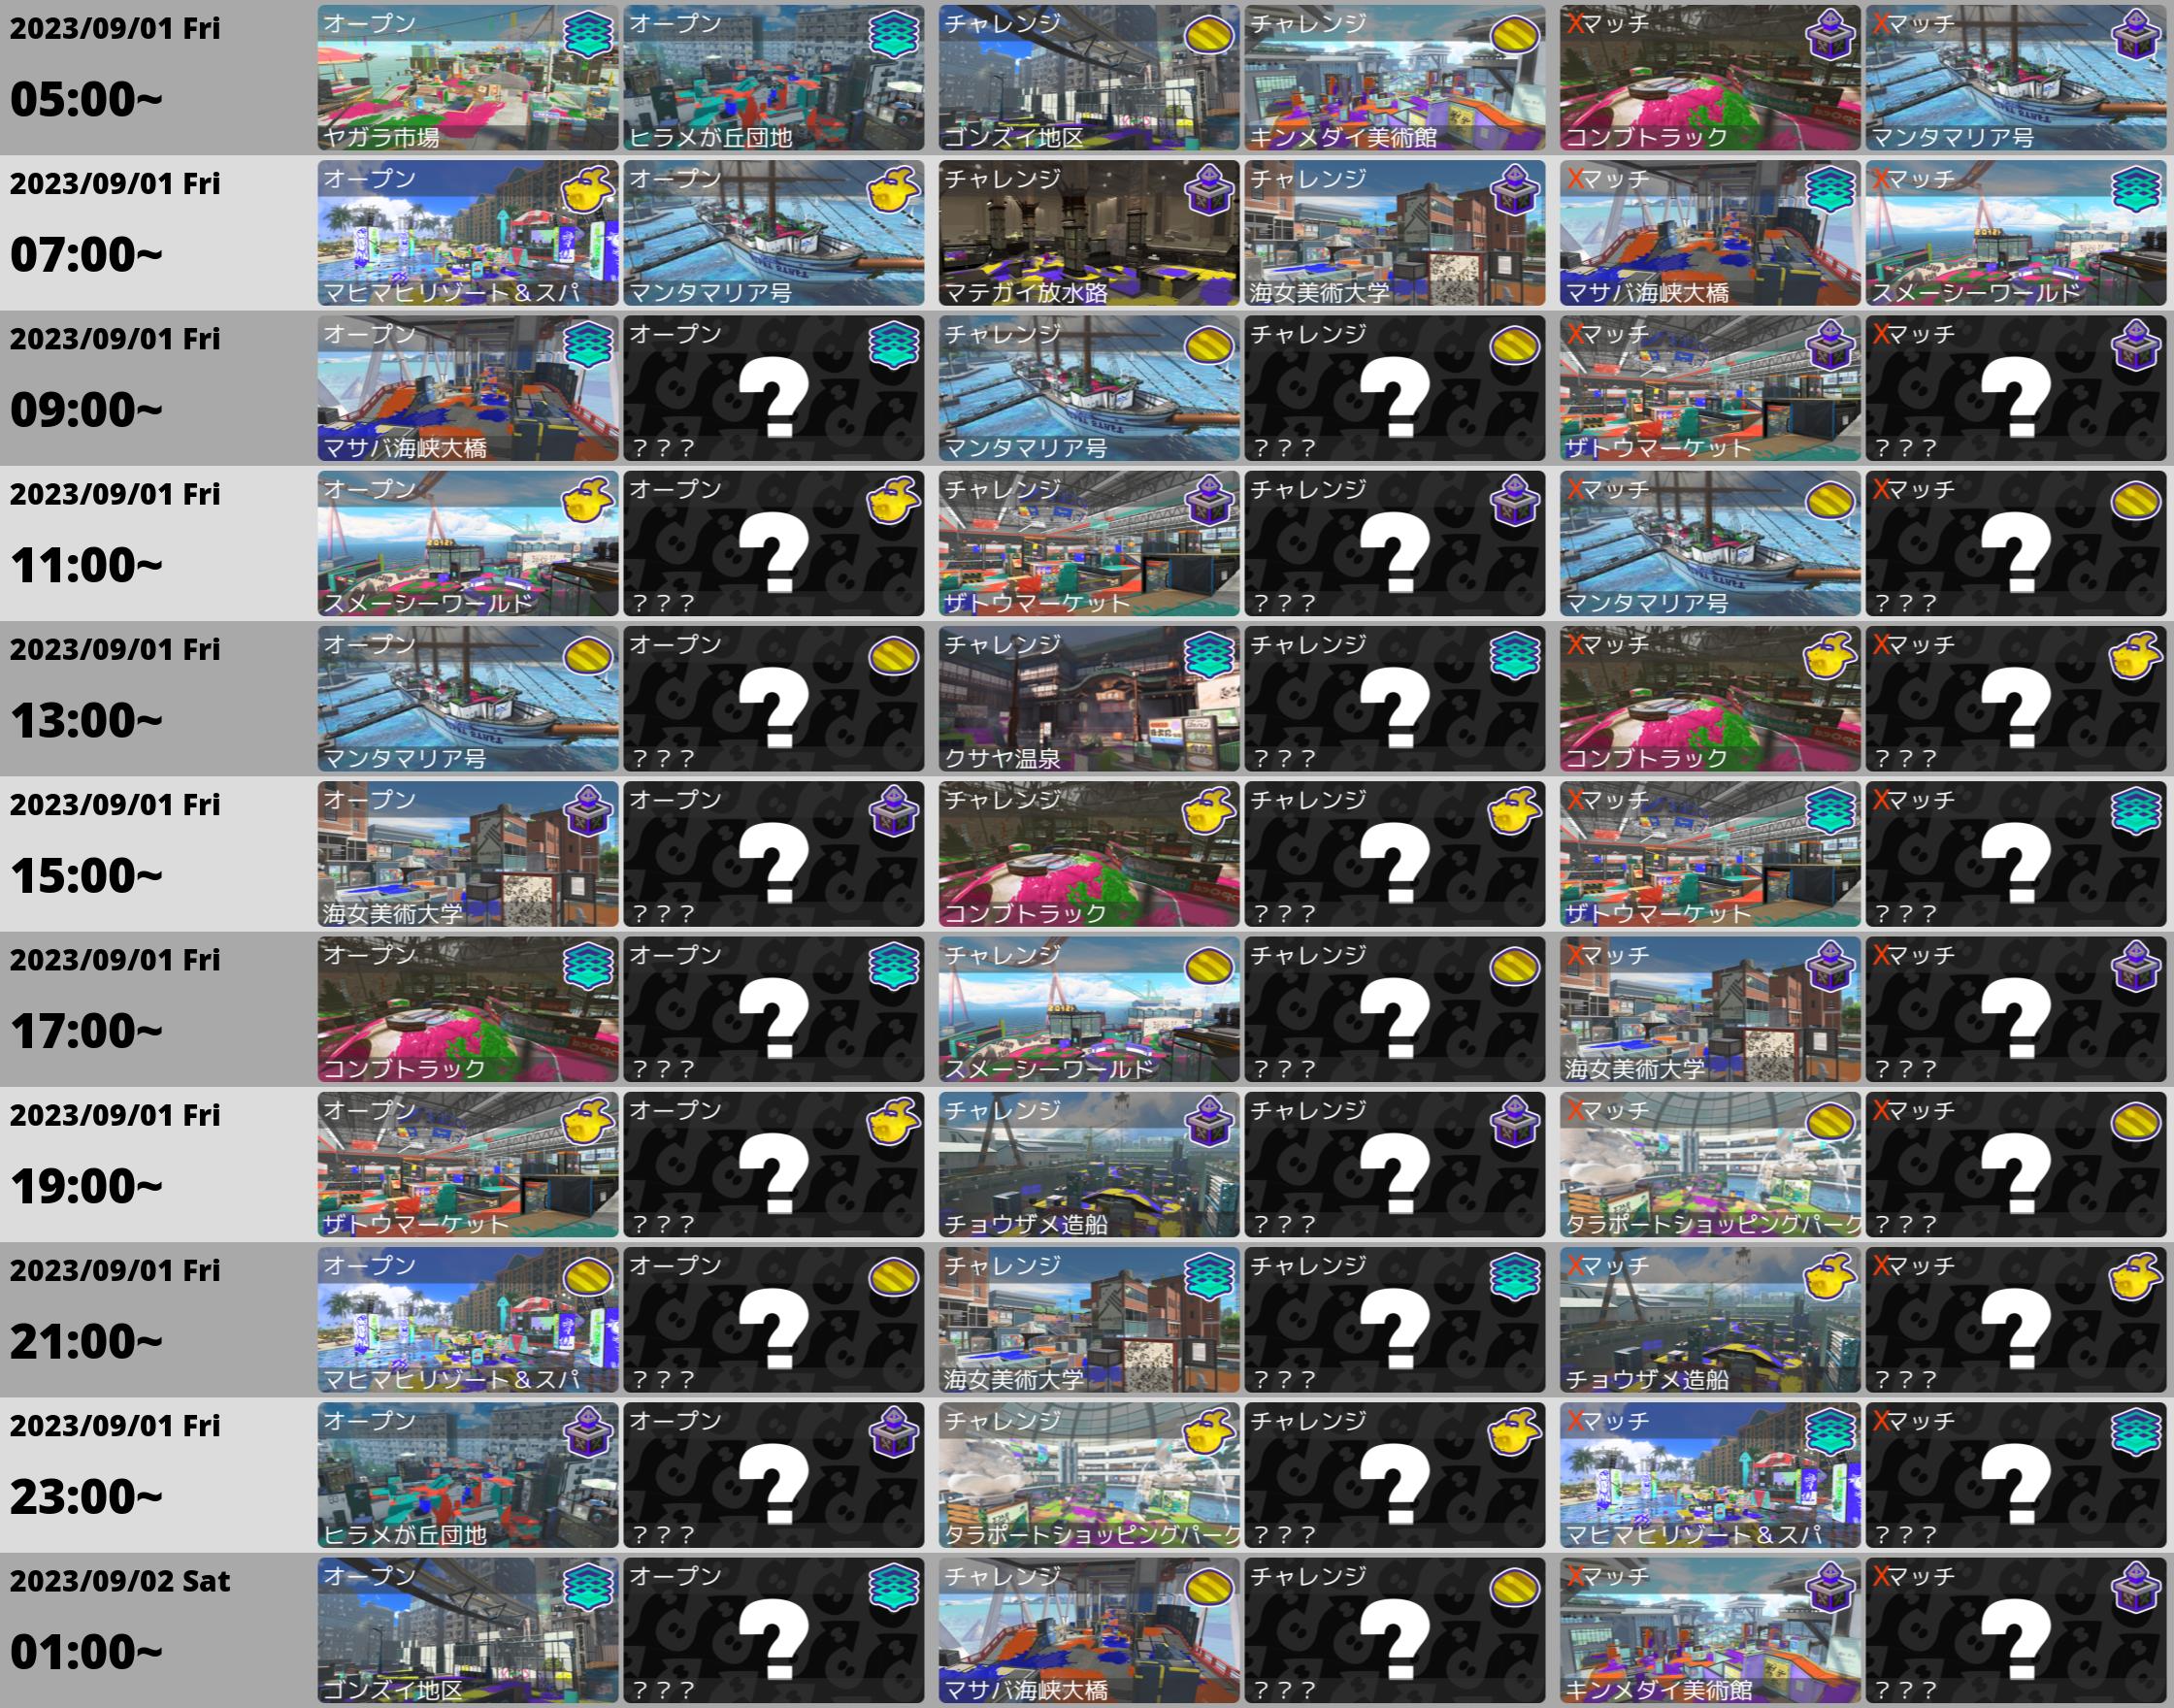 2023/09/01 Fri
05:00~
オープン
ヤガラ市場
オープン
ヒラメが丘団地
チャレンジ
ゴンズイ地区
チャレンジ
キンメダイ美術館
Xマッチ
コンブトラック
Xマッチ
マンタマリア号
2023/09/01 Fri
07:00~
オープン
マヒマヒリゾート＆スパ
オープン
マンタマリア号
チャレンジ
マテガイ放水路
チャレンジ
海女美術大学
Xマッチ
マサバ海峡大橋
Xマッチ
スメーシーワールド
2023/09/01 Fri
09:00~
オープン
マサバ海峡大橋
オープン
？？？
チャレンジ
マンタマリア号
チャレンジ
？？？
Xマッチ
ザトウマーケット
Xマッチ
？？？
2023/09/01 Fri
11:00~
オープン
スメーシーワールド
オープン
？？？
チャレンジ
ザトウマーケット
チャレンジ
？？？
Xマッチ
マンタマリア号
Xマッチ
？？？
2023/09/01 Fri
13:00~
オープン
マンタマリア号
オープン
？？？
チャレンジ
クサヤ温泉
チャレンジ
？？？
Xマッチ
コンブトラック
Xマッチ
？？？
2023/09/01 Fri
15:00~
オープン
海女美術大学
オープン
？？？
チャレンジ
コンブトラック
チャレンジ
？？？
Xマッチ
ザトウマーケット
Xマッチ
？？？
2023/09/01 Fri
17:00~
オープン
コンブトラック
オープン
？？？
チャレンジ
スメーシーワールド
チャレンジ
？？？
Xマッチ
海女美術大学
Xマッチ
？？？
2023/09/01 Fri
19:00~
オープン
ザトウマーケット
オープン
？？？
チャレンジ
チョウザメ造船
チャレンジ
？？？
Xマッチ
タラポートショッピングパーク
Xマッチ
？？？
2023/09/01 Fri
21:00~
オープン
マヒマヒリゾート＆スパ
オープン
？？？
チャレンジ
海女美術大学
チャレンジ
？？？
Xマッチ
チョウザメ造船
Xマッチ
？？？
2023/09/01 Fri
23:00~
オープン
ヒラメが丘団地
オープン
？？？
チャレンジ
タラポートショッピングパーク
チャレンジ
？？？
Xマッチ
マヒマヒリゾート＆スパ
Xマッチ
？？？
2023/09/02 Sat
01:00~
オープン
ゴンズイ地区
オープン
？？？
チャレンジ
マサバ海峡大橋
チャレンジ
？？？
Xマッチ
キンメダイ美術館
Xマッチ
？？？